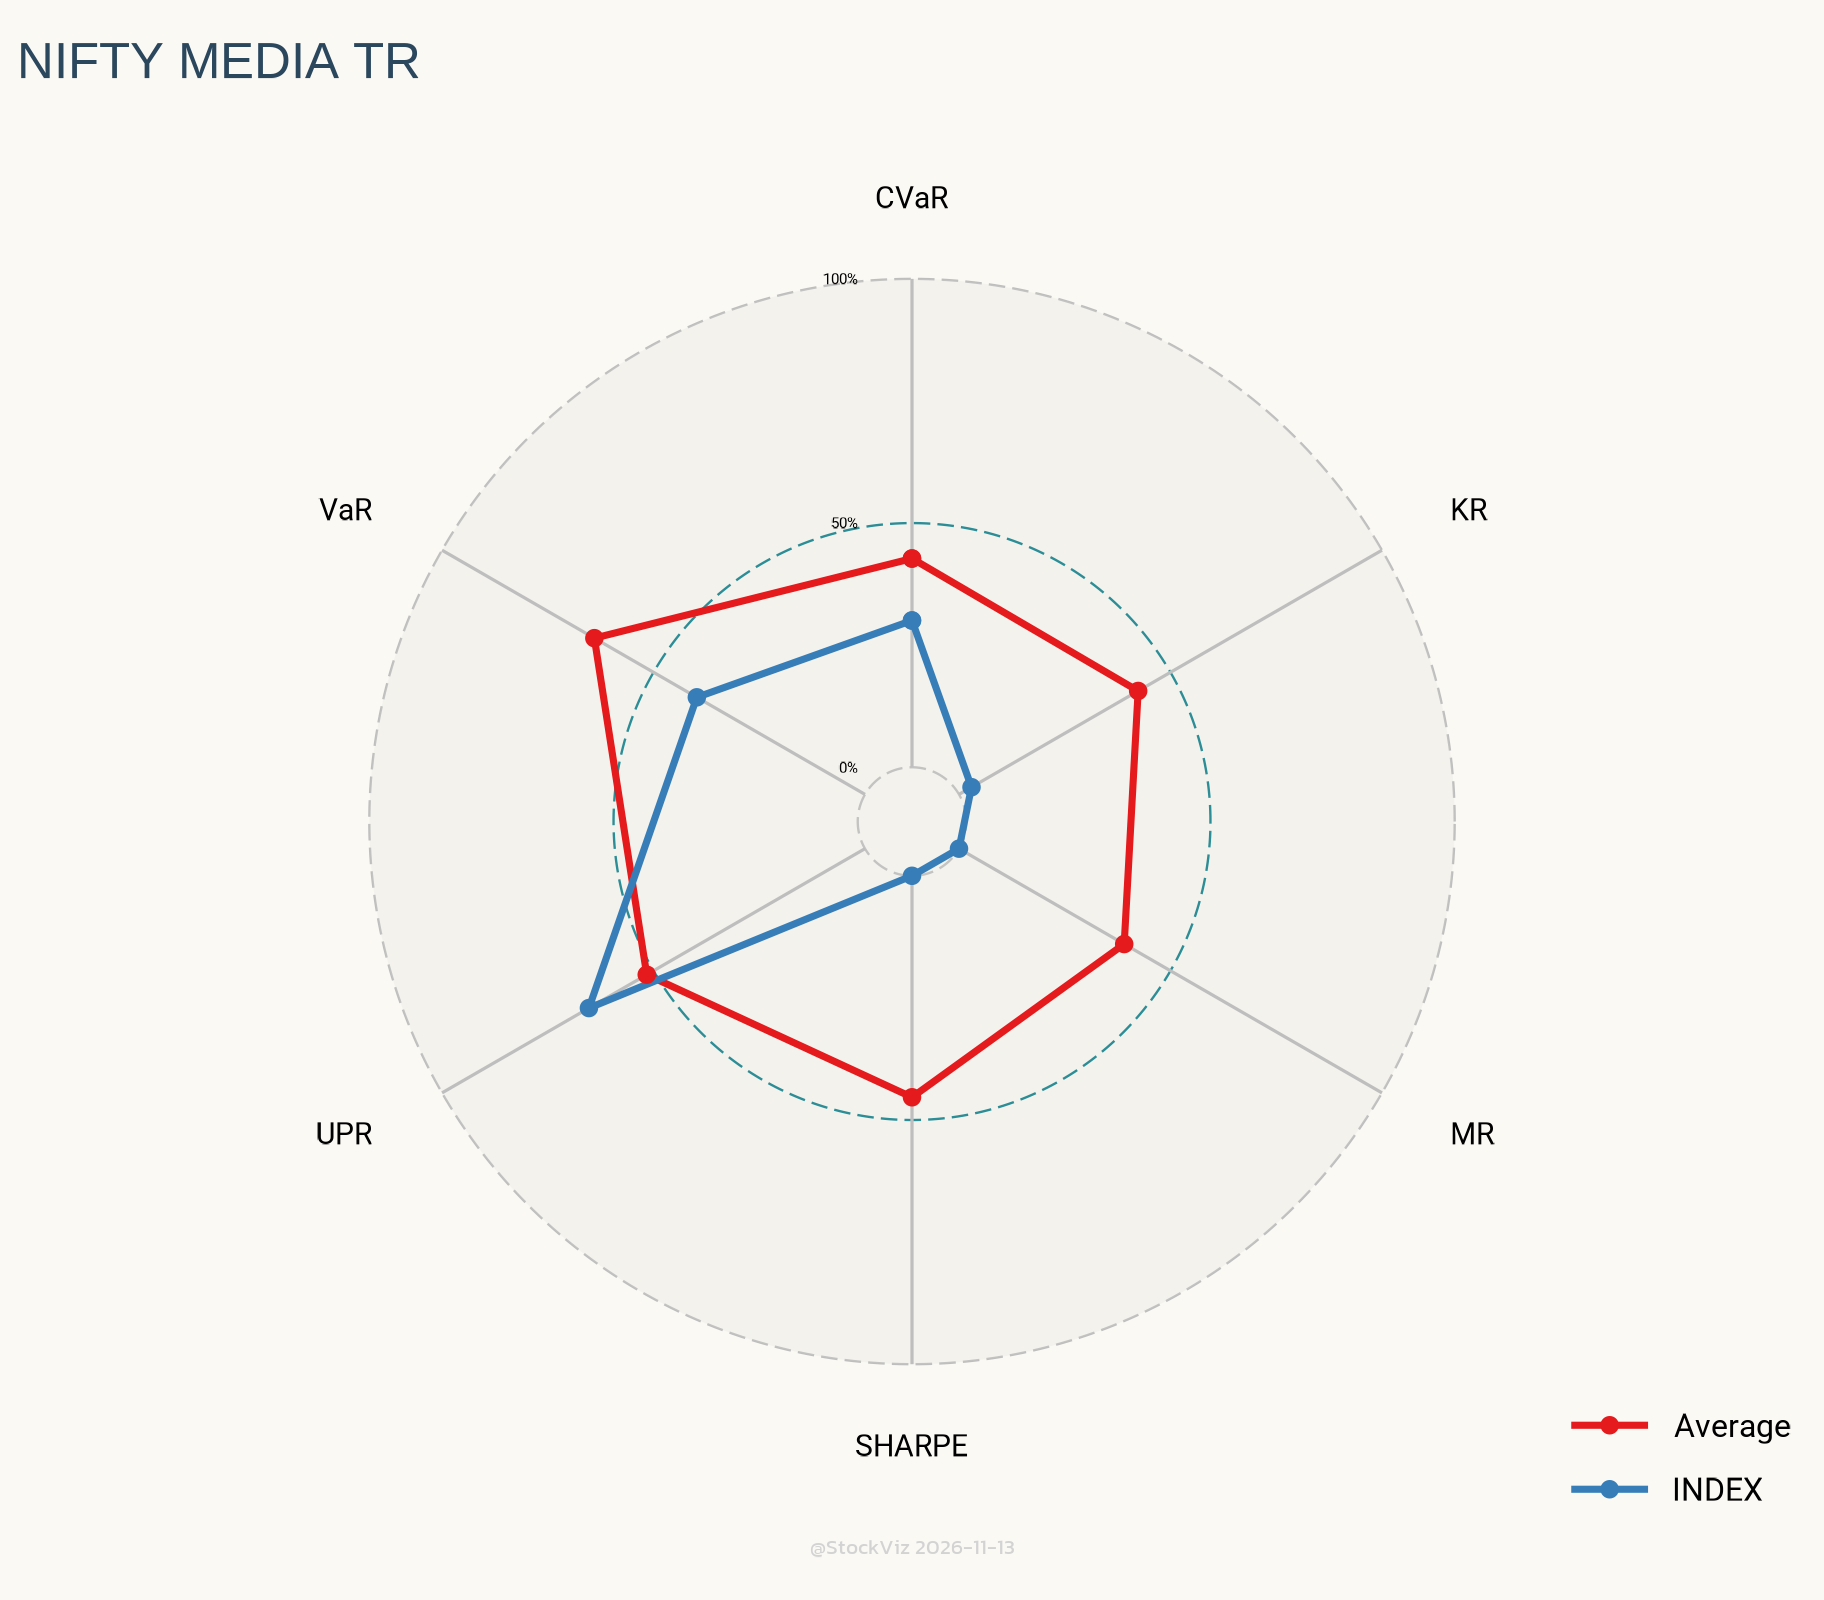 NIFTY MEDIA TR
CVaR
100%
VaR
KR
50%
0%
UPR
MR
SHARPE
Average
INDEX
@StockViz 2026-11-13